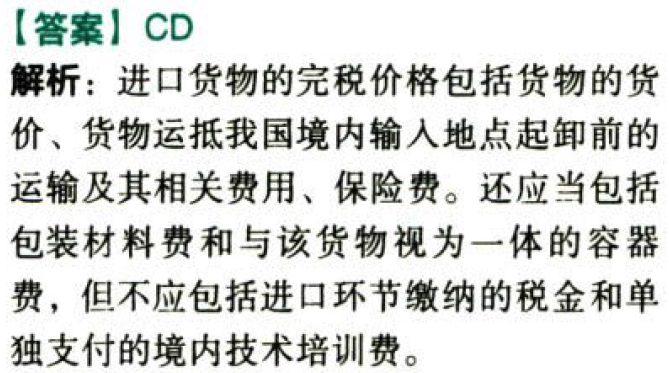 【答案】CD
解析：进口货物的完税价格包括货物的货
价、货物运抵我国境内输入地点起卸前的
运输及其相关费用、保险费。还应当包括
包装材料费和与该货物视为一体的容器
费，但不应包括进口环节缴纳的税金和单
独支付的境内技术培训费。